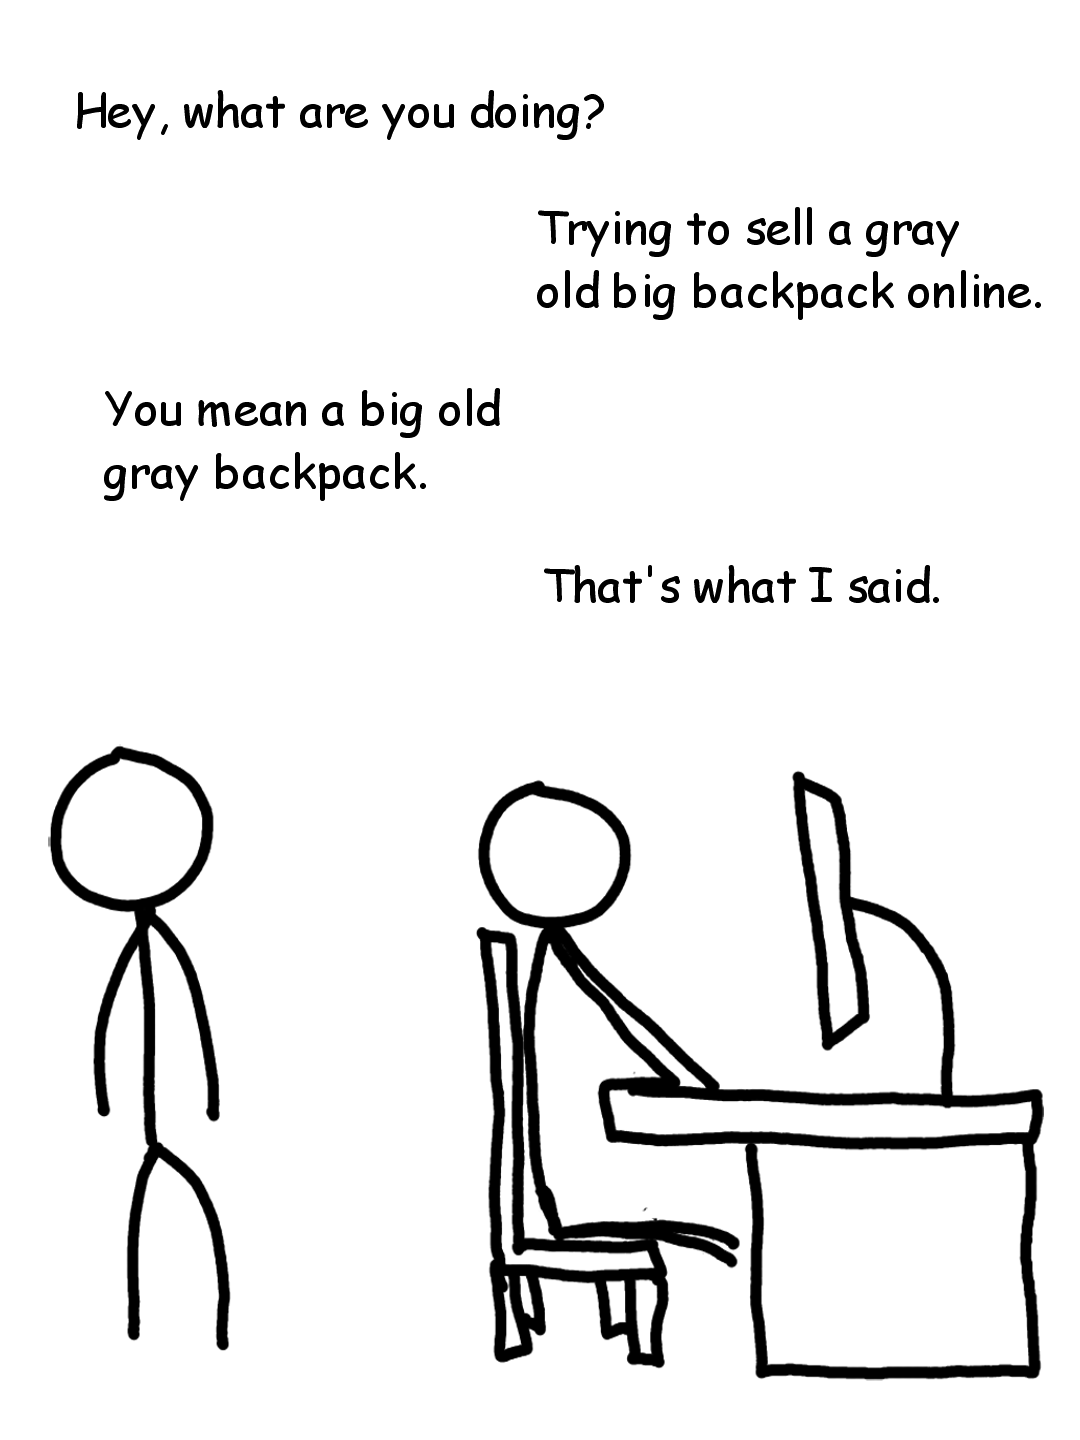 Hey, what are you doing?
Trying to sell a gray
old big backpack online.
You mean a big old
gray backpack.
That's what I said.